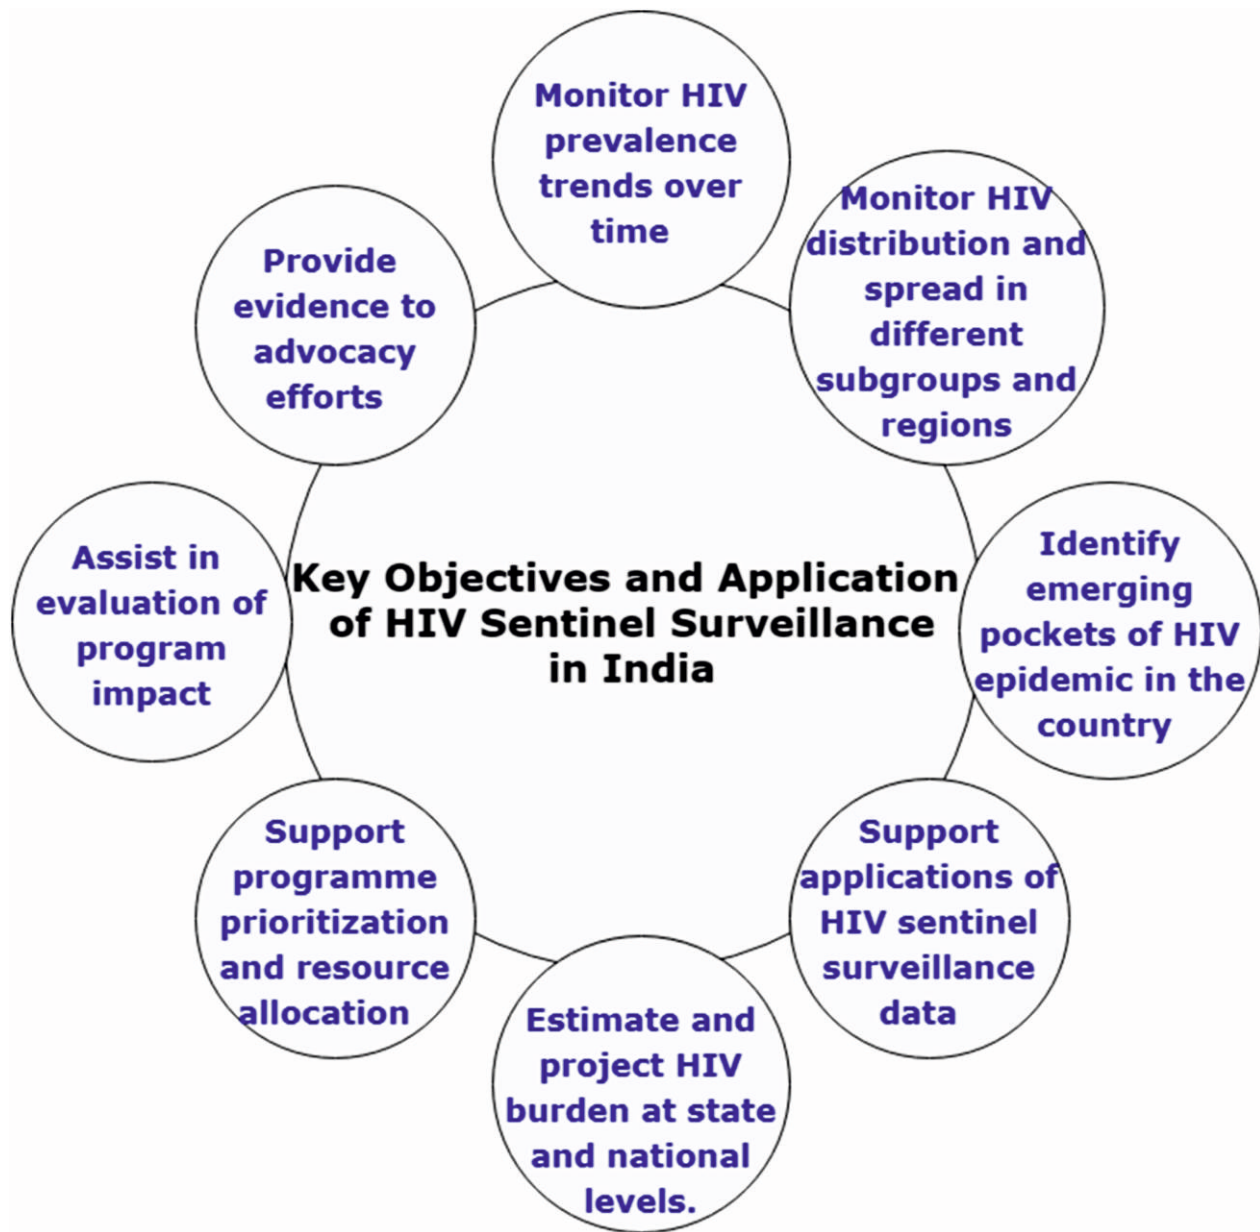 Monitor HIV
prevalence
trends over
time
Monitor HIV
distribution and
spread in
different
subgroups and
regions
Identify
emerging
pockets of HIV
epidemic in the
country
Support
applications of
HIV sentinel
surveillance
data
Estimate and
project HIV
burden at state
and national
levels.
Support
programme
prioritization
and resource
allocation
Assist in
evaluation of
program
impact
Provide
evidence to
advocacy
efforts
Key Objectives and Application
of HIV Sentinel Surveillance
in India